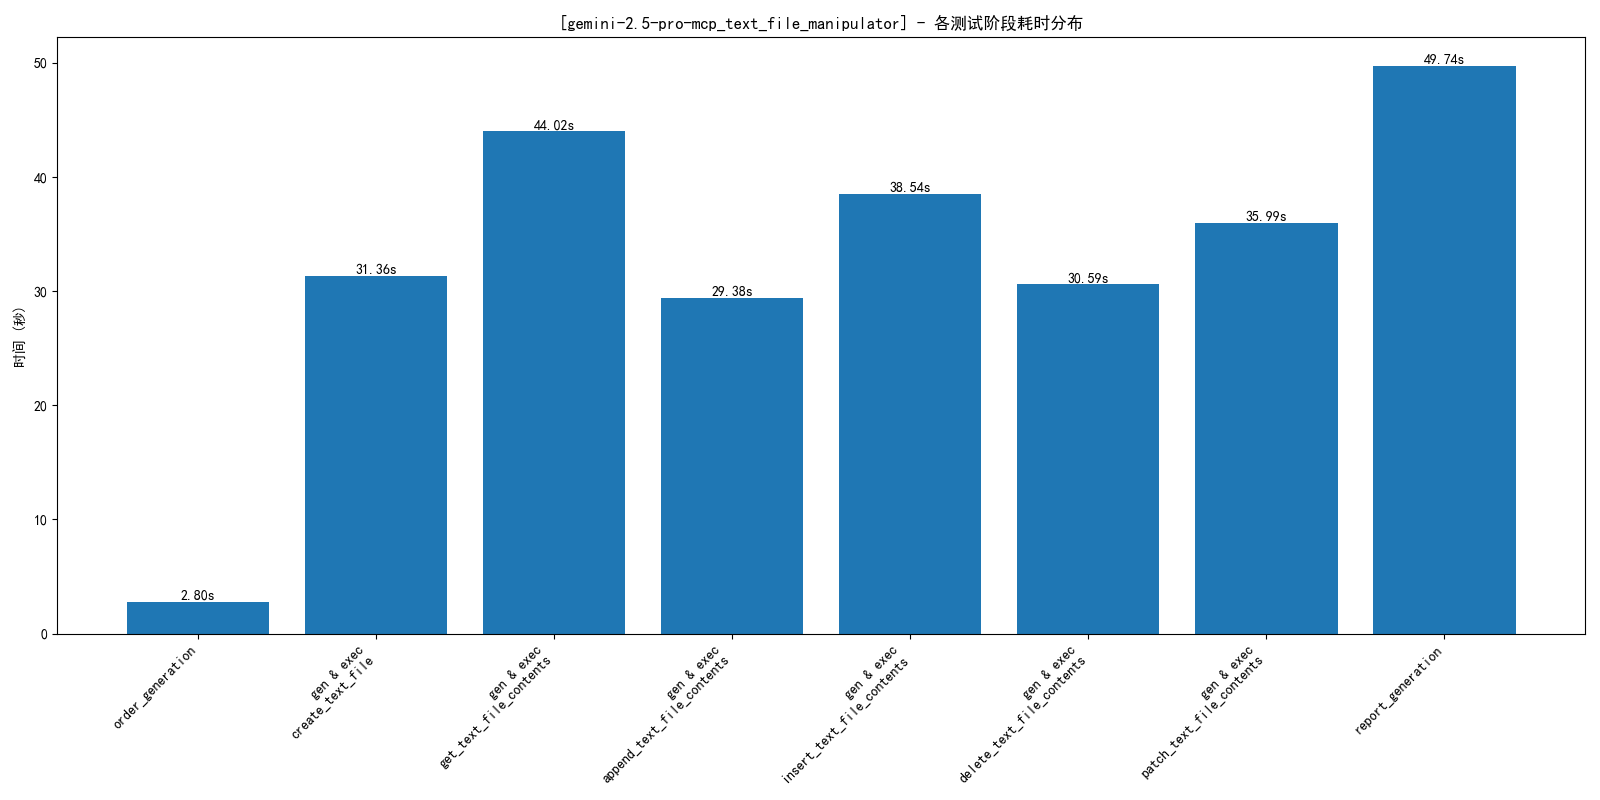 [gemini-2.5-pro-mcp_text_file_manipulator] - 各测试阶段耗时分布
时间 (秒)
50
40
30
20
10
0
2.80s
31.36s
44.02s
29.38s
38.54s
30.59s
35.99s
49.74s
order_generation
gen & exec
create_text_file
gen & exec
get_text_file_contents
gen & exec
append_text_file_contents
gen & exec
insert_text_file_contents
gen & exec
delete_text_file_contents
gen & exec
patch_text_file_contents
report_generation